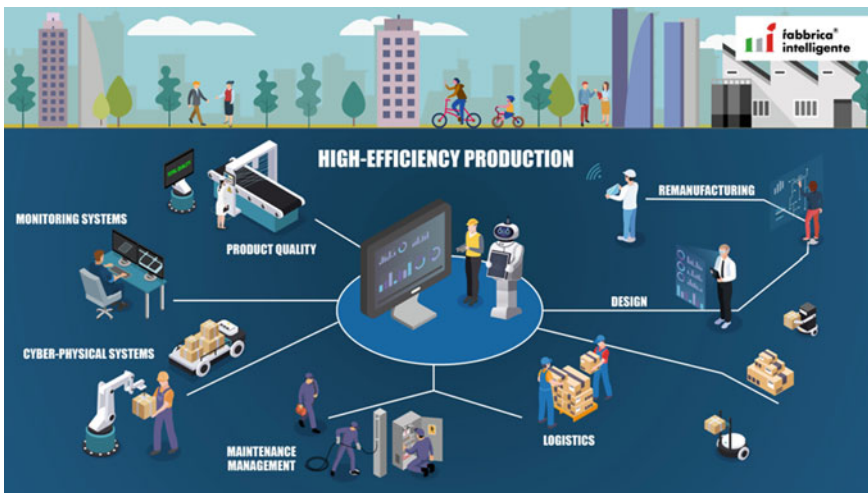 fabbrica®
intelligente
HIGH-EFFICIENCY PRODUCTION
REMANUFACTURING
MONITORING SYSTEMS
PRODUCT QUALITY
DESIGN
CYBER-PHYSICAL SYSTEMS
LOGISTICS
MAINTENANCE
MANAGEMENT